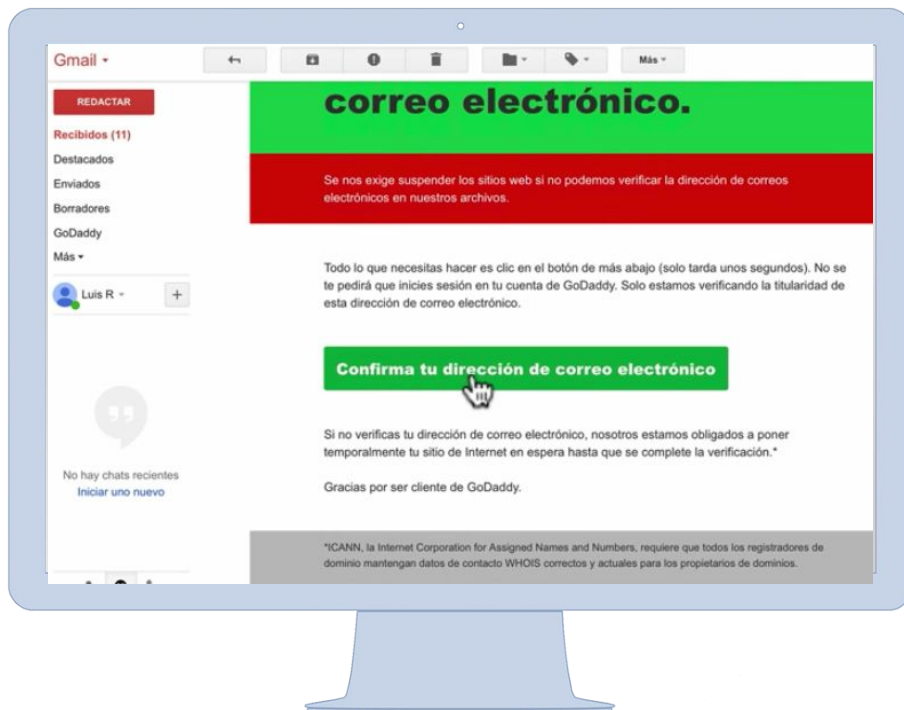 Gmail
Más
REDACTAR
correo electrónico.
Recibidos (11)
Destacados
Enviados
Borradores
GoDaddy
Más
Luis R
Se nos exige suspender los sitios web si no podemos verificar la dirección de correos
electrónicos en nuestros archivos.
Todo lo que necesitas hacer es clic en el botón de más abajo (solo tarda unos segundos). No se
te pedirá que inicies sesión en tu cuenta de GoDaddy. Solo estamos verificando la titularidad de
esta dirección de correo electrónico.
Confirma tu dirección de correo electrónico
Si no verificas tu dirección de correo electrónico, nosotros estamos obligados a poner
temporalmente tu sitio de Internet en espera hasta que se complete la verificación.*
No hay chats recientes
Iniciar uno nuevo
Gracias por ser cliente de GoDaddy.
*ICANN, la Internet Corporation for Assigned Names and Numbers, requiere que todos los registradores de
dominio mantengan datos de contacto WHOIS correctos y actuales para los propietarios de dominios.